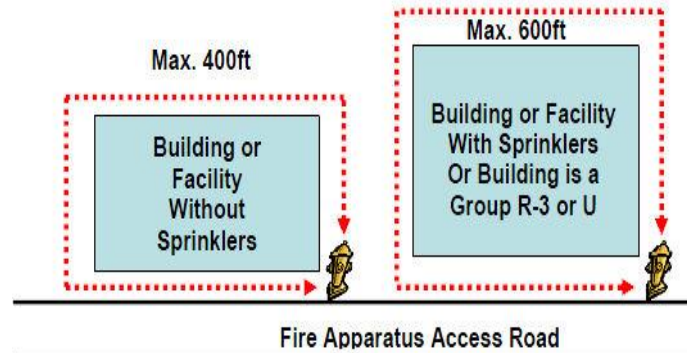 Max. 400ft
Building or
Facility
Without
Sprinklers
Max. 600ft
Building or Facility
With Sprinklers
Or Building is a
Group R-3 or U
Fire Apparatus Access Road